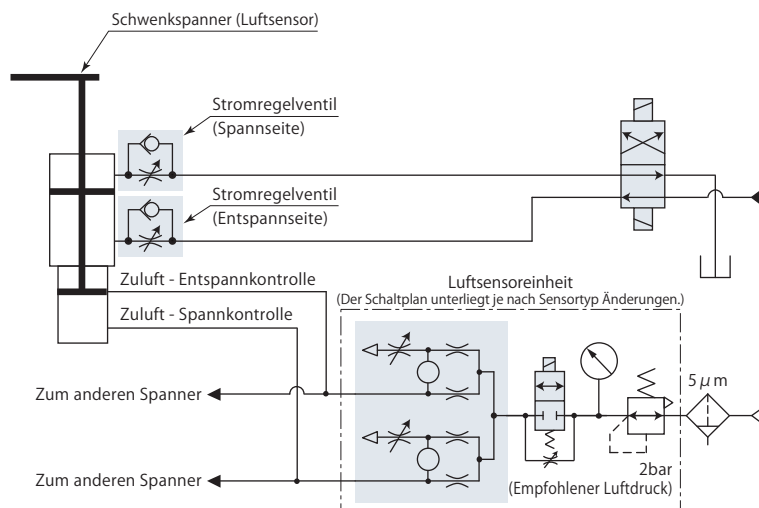 Schwenkspanner (Luftsensor)
Stromregelventil
(Spannseite)
Stromregelventil
(Entspannseite)
Zuluft - Entspannkontrolle
Zuluft - Spannkontrolle
Luftsensoreinheit
(Der Schaltplan unterliegt je nach Sensortyp Änderungen.)
5 μm
Zum anderen Spanner
Zum anderen Spanner
2bar
(Empfohlener Luftdruck)